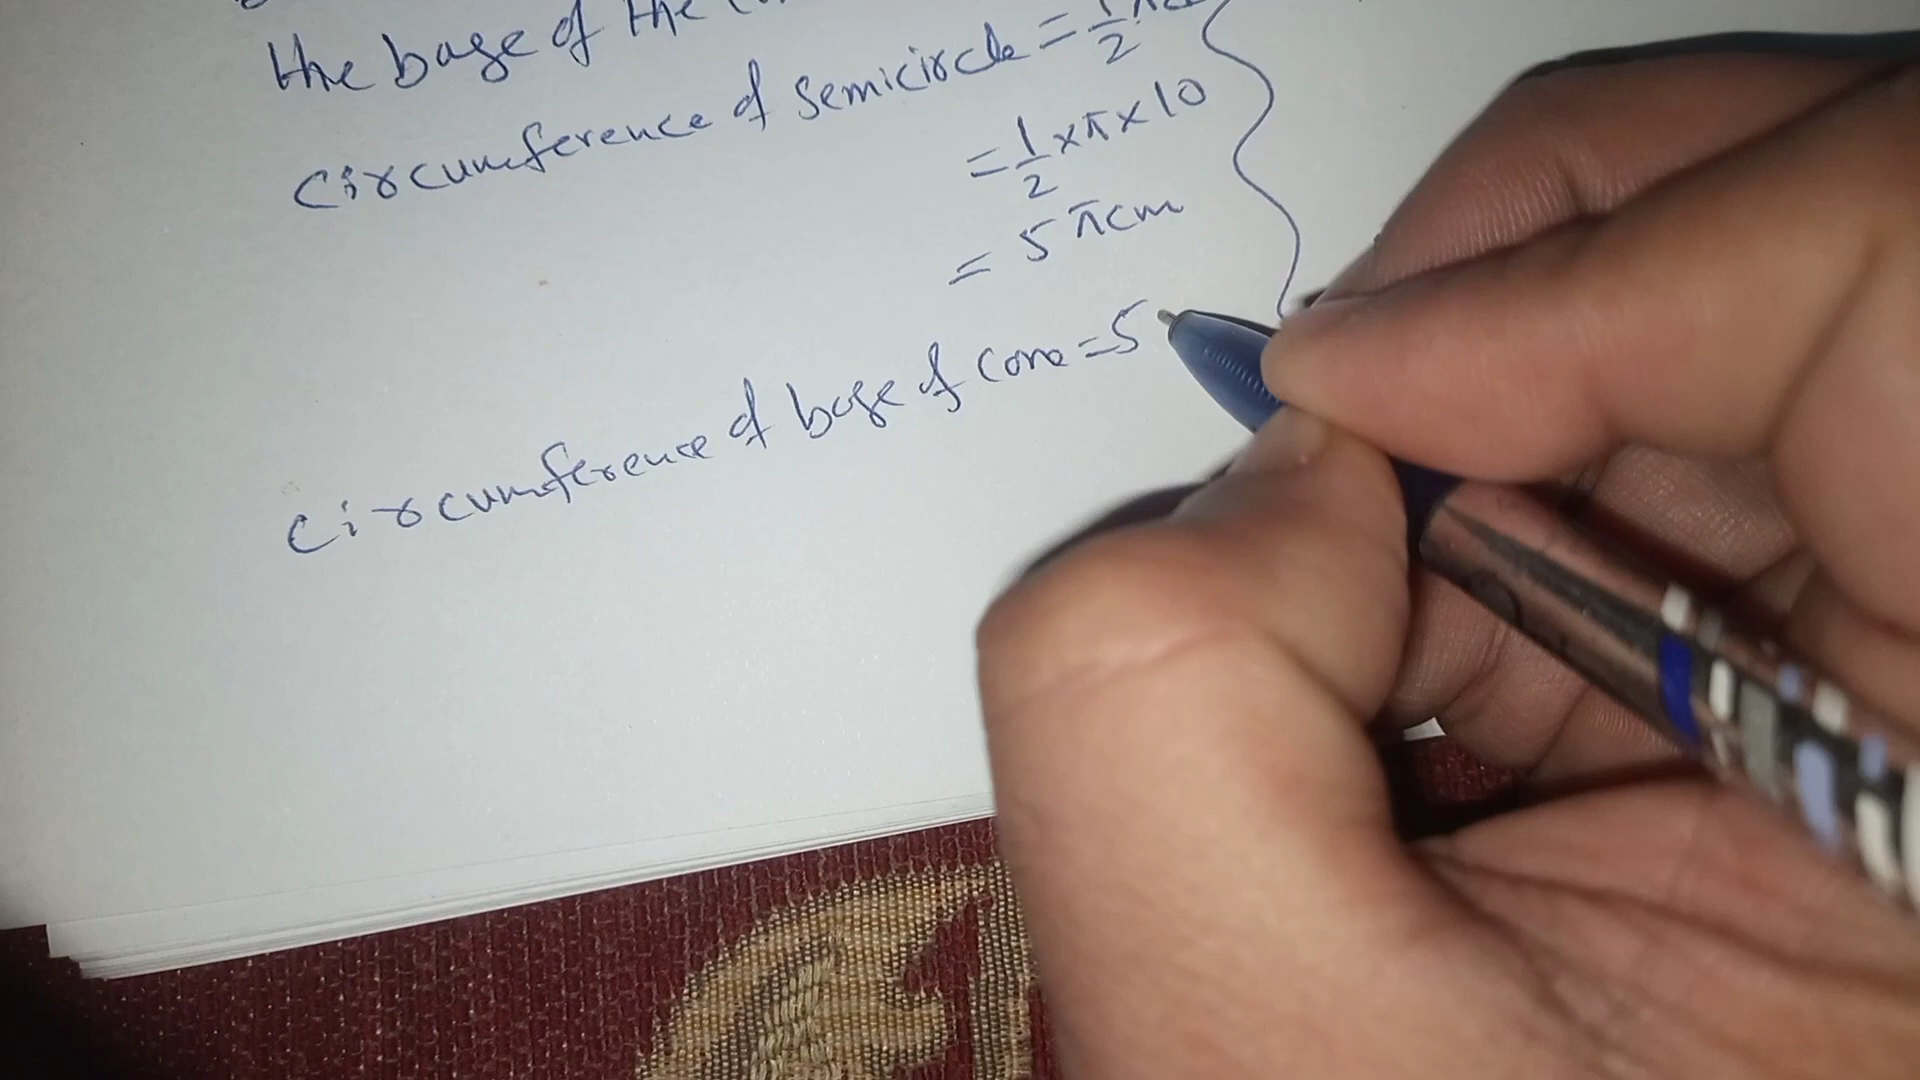 the base of the
circumference of semicircle = 1/2 π
= 1/2 × π × 10
= 5 π cm
circumference of base of cone = 5